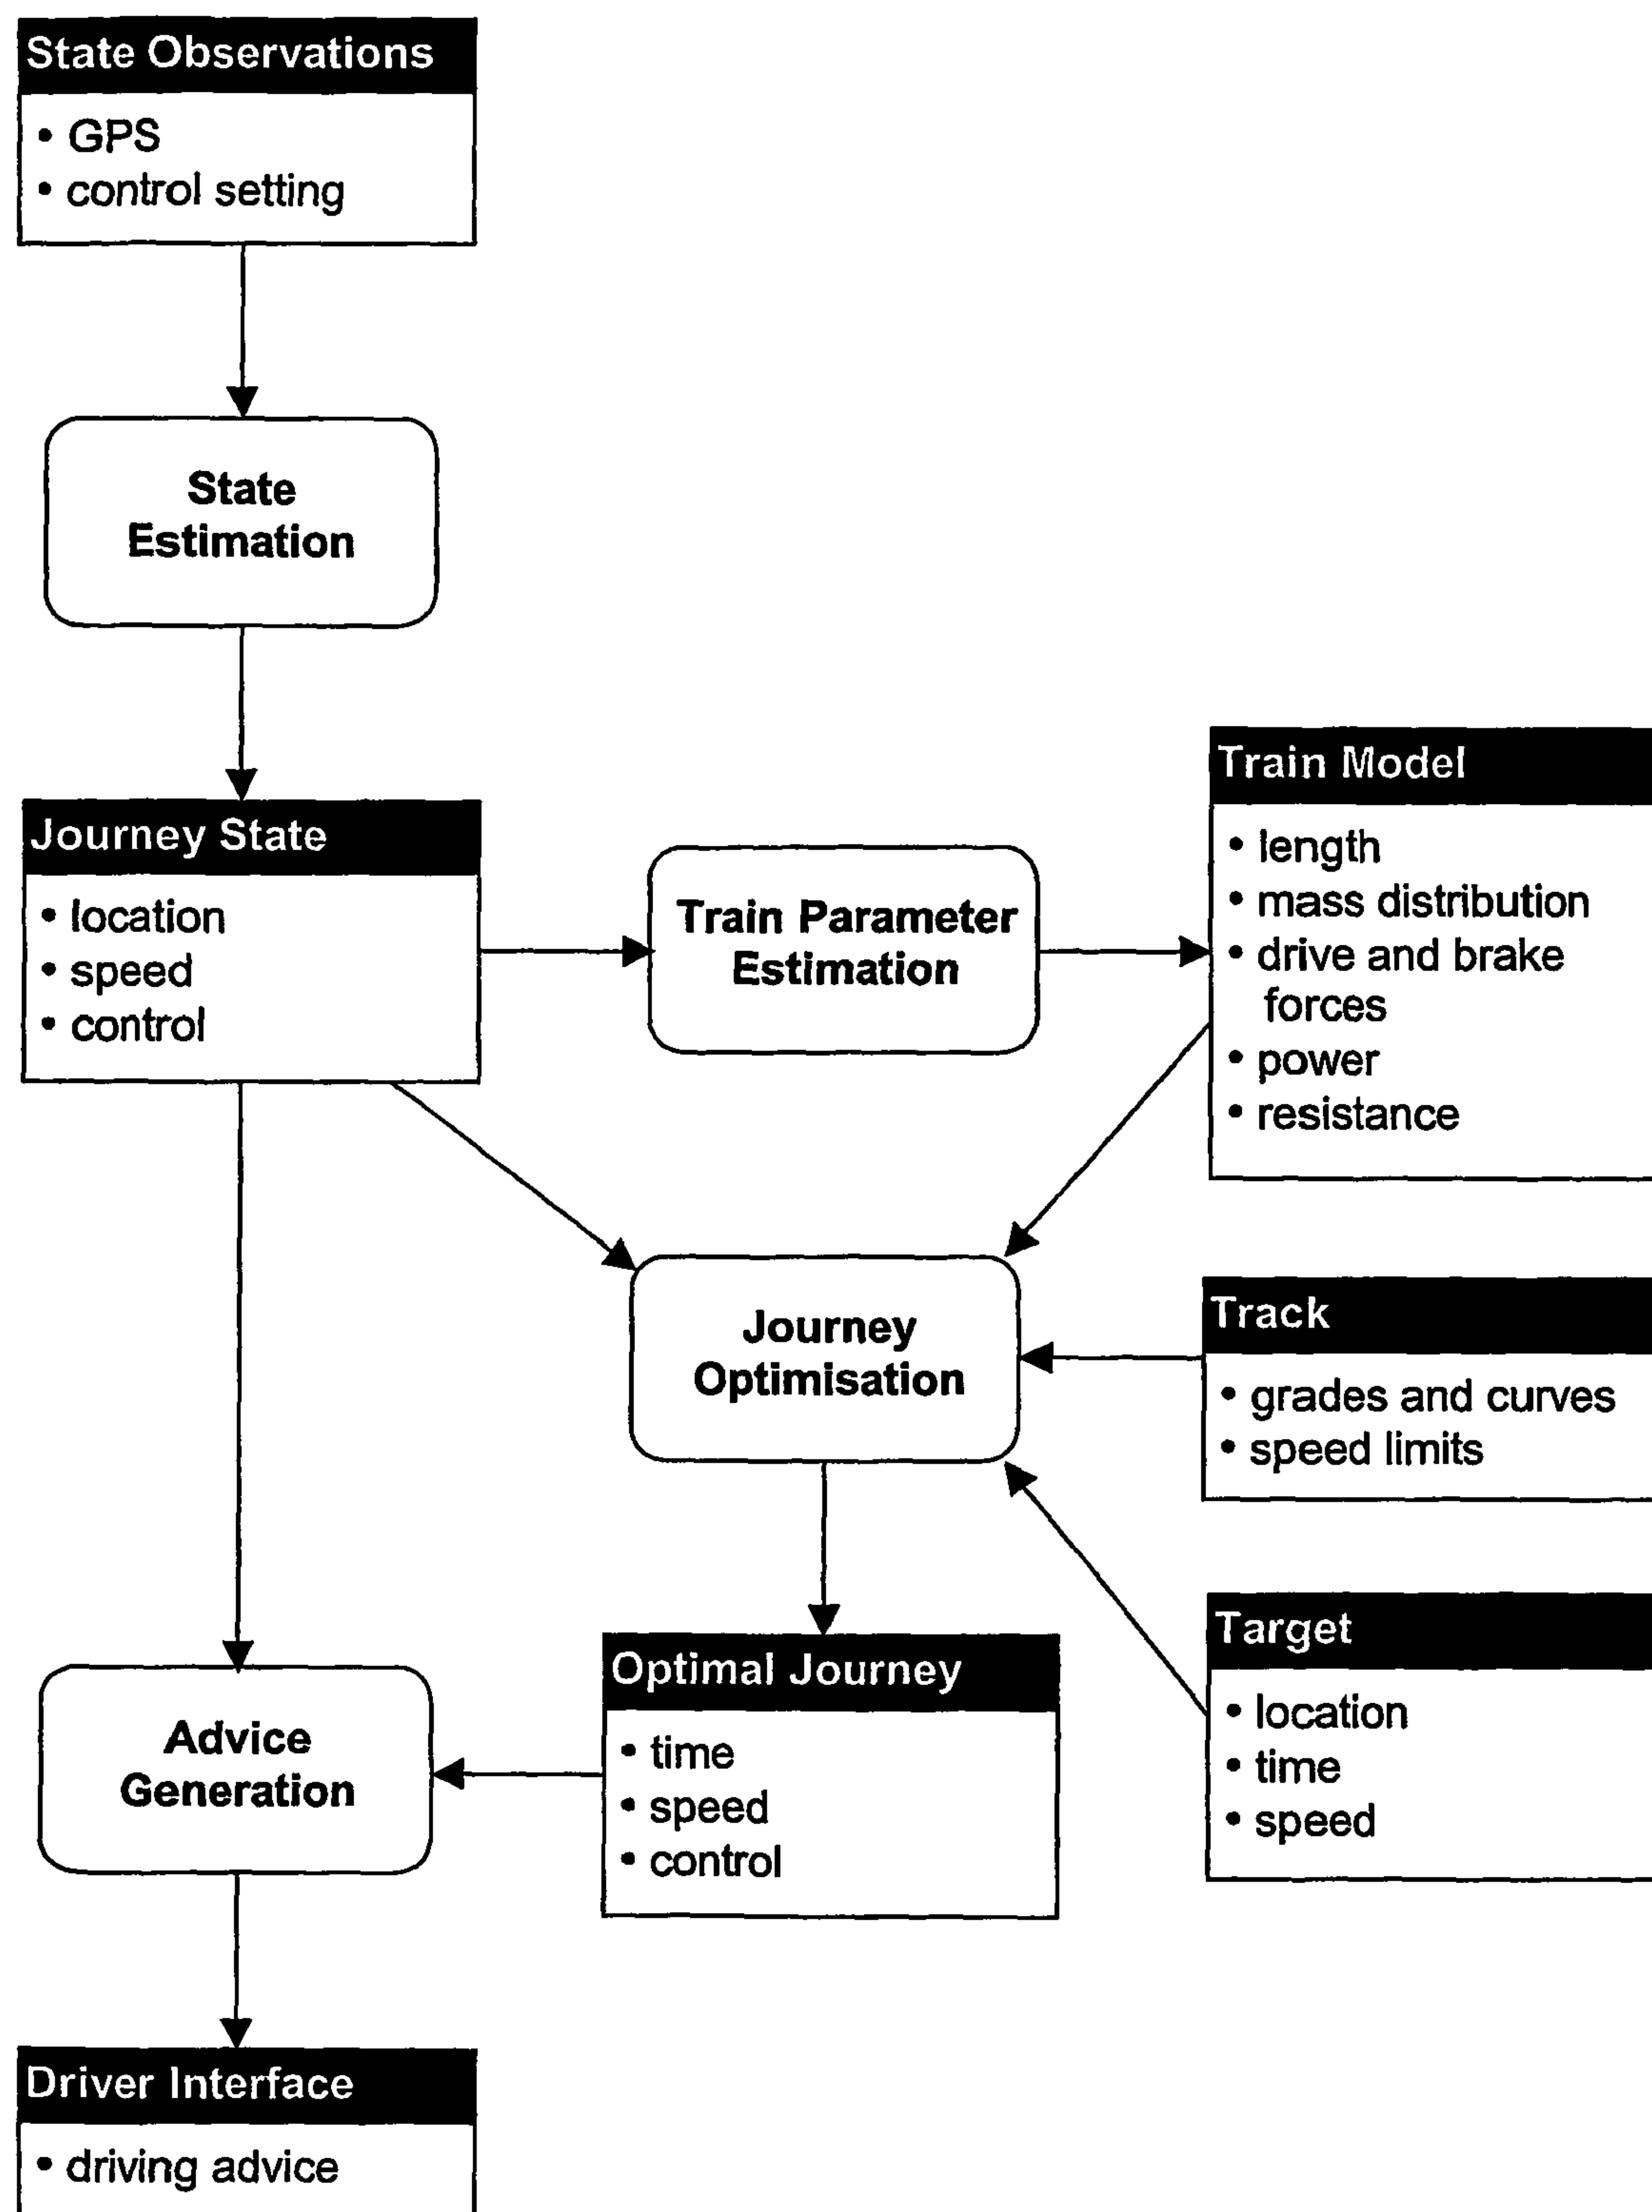 State Observations
• GPS
• control setting
State
Estimation
Journey State
• location
• speed
• control
Train Parameter
Estimation
Train Model
• length
• mass distribution
• drive and brake
forces
• power
• resistance
Journey
Optimisation
Track
• grades and curves
• speed limits
Target
• location
• time
• speed
Optimal Journey
• time
• speed
• control
Advice
Generation
Driver Interface
• driving advice